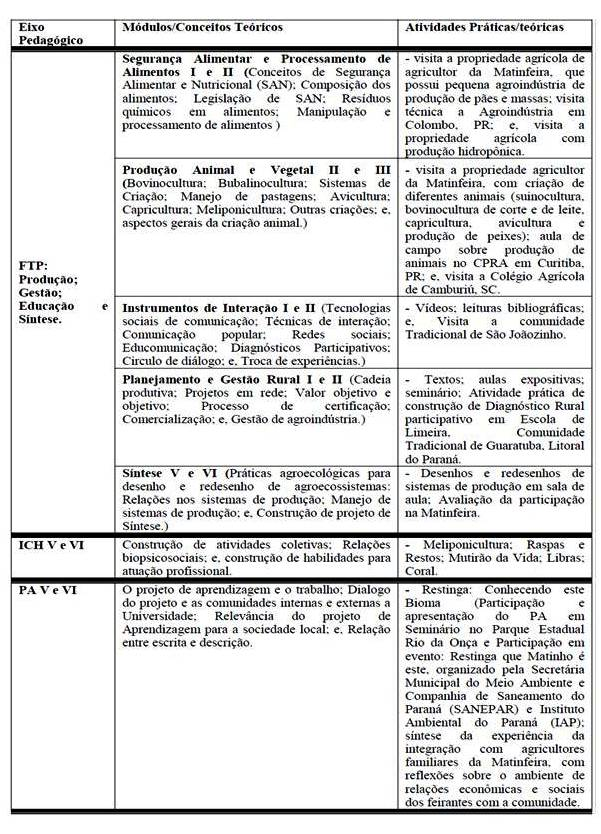 Eixo Pedagógico
Módulos/Conceitos Teóricos
Atividades Práticas/teóricas
FTP:
Produção;
Gestão;
Educação e
Síntese.
Segurança Alimentar e Processamento de
Alimentos I e II (Conceitos de Segurança
Alimentar e Nutricional (SAN); Composição dos
alimentos; Legislação de SAN; Resíduos
químicos em alimentos; Manipulação e
processamento de alimentos )
- visita a propriedade agrícola de
agricultor da Matinfeira, que
possui pequena agroindústria de
produção de pães e massas; visita
técnica a Agroindústria em
Colombo, PR; e, visita a
propriedade agrícola com
produção hidropônica.
Produção Animal e Vegetal II e III
(Bovinocultura; Bubalinocultura; Sistemas de
Criação; Manejo de pastagens; Avicultura;
Capricultura; Meliponicultura; Outras criações; e,
aspectos gerais da criação animal.)
- visita a propriedade agricultor
da Matinfeira, com criação de
diferentes animais (suinocultura,
bovinocultura de corte e de leite,
capricultura, avicultura e
produção de peixes); aula de
campo sobre produção de
animais no CPRA em Curitiba,
PR; e, visita a Colégio Agrícola
de Camburiú, SC.
Instrumentos de Interação I e II (Tecnologias
sociais de comunicação; Técnicas de interação;
Comunicação popular; Redes sociais;
Educomunicação; Diagnósticos Participativos;
Circulo de diálogo; e, Troca de experiências.)
- Vídeos; leituras bibliográficas;
e, Visita a comunidade
Tradicional de São Joãozinho.
Planejamento e Gestão Rural I e II (Cadeia
produtiva; Projetos em rede; Valor objetivo e
objetivo; Processo de certificação;
Comercialização; e, Gestão de agroindústria.)
- Textos; aulas expositivas;
seminário; Atividade prática de
construção de Diagnóstico Rural
participativo em Escola de
Limeira, Comunidade
Tradicional de Guaratuba, Litoral
do Paraná.
Síntese V e VI (Práticas agroecológicas para
desenho e redesenho de agroecossistemas:
Relações nos sistemas de produção; Manejo de
sistemas de produção; e, Construção de projeto de
Síntese.)
- Desenhos e redesenhos de
sistemas de produção em sala de
aula; Avaliação da participação
na Matinfeira.
ICH V e VI
Construção de atividades coletivas; Relações
biopsicosociais; e, construção de habilidades para
atuação profissional.
- Meliponicultura; Raspas e
Restos; Mutirão da Vida; Libras;
Coral.
PA V e VI
O projeto de aprendizagem e o trabalho; Dialogo
do projeto e as comunidades internas e externas a
Universidade; Relevância do projeto de
Aprendizagem para a sociedade local; e, Relação
entre escrita e descrição.
- Restinga: Conhecendo este
Bioma (Participação e
apresentação do PA em
Seminário no Parque Estadual
Rio da Onça e Participação em
evento: Restinga que Matinho é
este, organizado pela Secretária
Municipal do Meio Ambiente e
Companhia de Saneamento do
Paraná (SANEPAR) e Instituto
Ambiental do Paraná (IAP);
síntese da experiência da
integração com agricultores
familiares da Matinfeira, com
reflexões sobre o ambiente de
relações econômicas e sociais
dos feirantes com a comunidade.